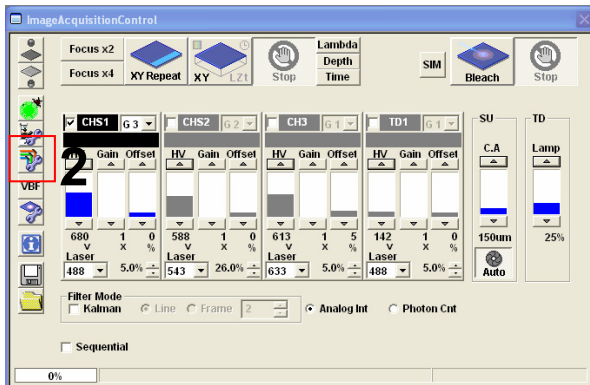 ImageAcquisitionControl
Focus x2
Focus x4
XY Repeat
XY
LZt
Stop
Lambda
Depth
Time
SIM
Bleach
Stop
CHS1 G 3
CHS2 G 2
CH3 G 1
TD1 G 1
SU
TD
HV Gain Offset
HV Gain Offset
HV Gain Offset
HV Gain Offset
C.A
Lamp
2
VBF
680 1 0
V X %
588 1 0
V X %
613 1 5
V X %
142 1 0
V X %
150um
25%
Laser
488 5.0%
Laser
543 26.0%
Laser
633 5.0%
Laser
488 5.0%
Auto
Filter Mode
Kalman Line Frame 2
Analog Int Photon Cnt
Sequential
0%